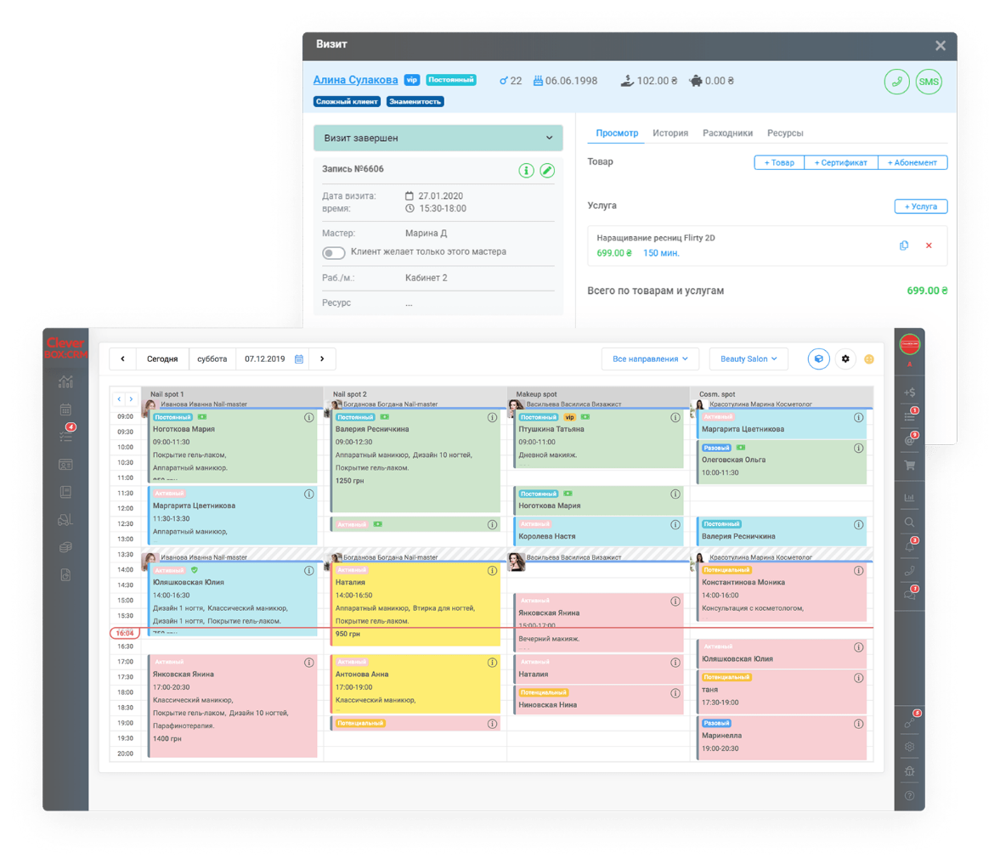 Визит
Алина Сулакова vip Постоянный 22 06.06.1998 102.00 ₴ 0.00 ₴ SMS
Сложный клиент Знаменитость
Визит завершен
Запись №6606
Дата визита: 27.01.2020
время: 15:30-18:00
Мастер: Марина Д
Клиент желает только этого мастера
Раб./м.: Кабинет 2
Ресурс ...
Просмотр История Расходники Ресурсы
Товар + Товар + Сертификат + Абонемент
Услуга + Услуга
Наращивание ресниц Flirty 2D
699.00 ₴ 150 мин.
Всего по товарам и услугам 699.00 ₴
Clever
BOX:CRM
4
Сегодня суббота 07.12.2019 Все направления Beauty Salon
09:00
09:30
10:00
10:30
11:00
11:30
12:00
12:30
13:00
13:30
14:00
14:30
15:00
15:30
16:04
16:30
17:00
17:30
18:00
18:30
19:00
19:30
20:00
Nail spot 1
Иванова Иванна Nail-master
Постоянный
Ноготкова Мария
09:00-11:30
Покрытие гель-лаком,
Аппаратный маникюр.
Активный
Маргарита Цветникова
11:30-13:30
Аппаратный маникюр,
Иванова Иванна Nail-master
Активный
Юляшковская Юлия
14:00-16:30
Дизайн 1 ногтя, Классический маникюр,
Дизайн 1 ногтя, Покрытие гель-лаком.
Активный
Янковская Янина
17:00-20:30
Классический маникюр,
Покрытие гель-лаком, Дизайн 10 ногтей,
Парафинотерапия.
1400 грн
Nail spot 2
Богданова Богдана Nail-master
Постоянный
Валерия Ресничкина
09:00-12:30
Аппаратный маникюр, Дизайн 10 ногтей,
Покрытие гель-лаком.
1250 грн
Активный
Богданова Богдана Nail-master
Активный
Наталия
14:00-16:50
Аппаратный маникюр, Втирка для ногтей,
Покрытие гель-лаком.
950 грн
Активный
Антонова Анна
17:00-19:00
Классический маникюр,
Потенциальный
Makeup spot
Васильева Василиса Визажист
Постоянный vip
Птушкина Татьяна
09:00-11:00
Дневной макияж.
Постоянный
Ноготкова Мария
Активный
Королева Настя
Васильева Василиса Визажист
Активный
Янковская Янина
15:00-17:00
Вечерний макияж.
Активный
Наталия
Потенциальный
Ниновская Нина
Cosm. spot
Красотулина Марина Косметолог
Активный
Маргарита Цветникова
Разовый
Олеговская Ольга
10:00-11:30
Постоянный
Валерия Ресничкина
Красотулина Марина Косметолог
Потенциальный
Константинова Моника
14:00-16:00
Консультация с косметологом,
Активный
Юляшковская Юлия
Потенциальный
таня
17:30-19:00
Разовый
Маринелла
19:00-20:30
A
+$
1
9
3
7
5